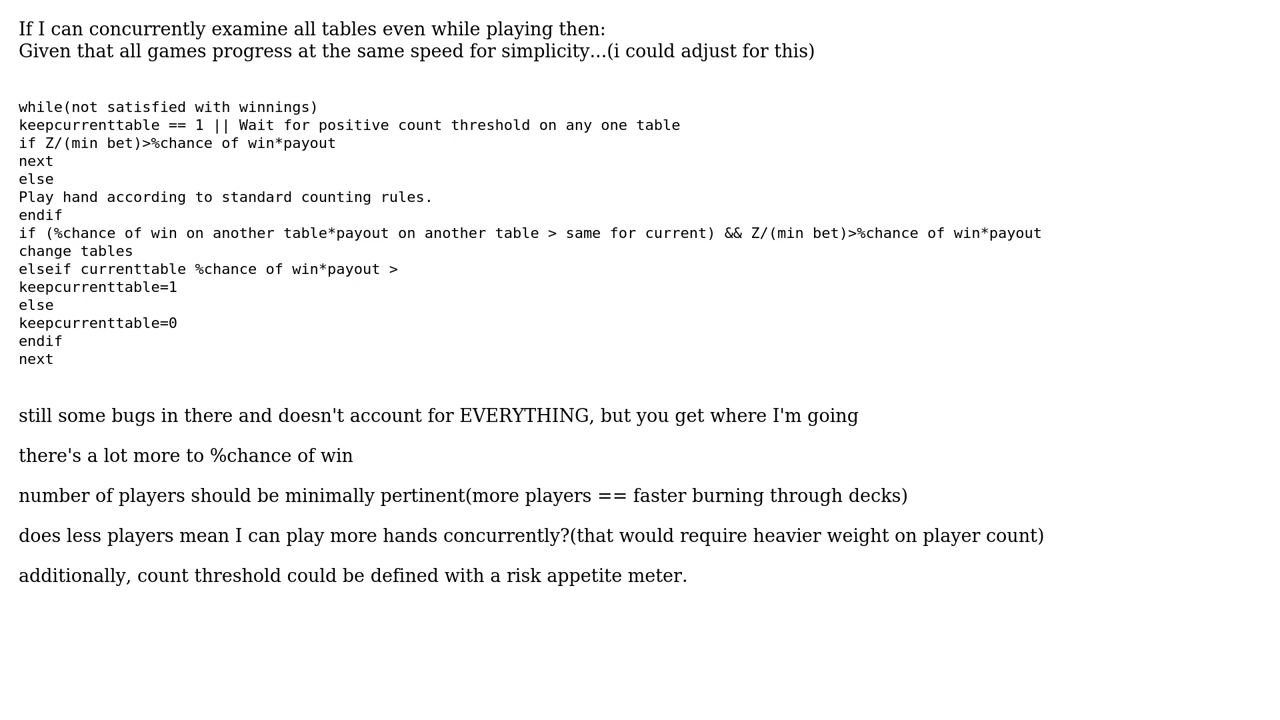 If I can concurrently examine all tables even while playing then:
Given that all games progress at the same speed for simplicity...(i could adjust for this)
while(not satisfied with winnings)
keepcurrenttable == 1 || Wait for positive count threshold on any one table
if Z/(min bet)>%chance of win*payout
next
else
Play hand according to standard counting rules.
endif
if (%chance of win on another table*payout on another table > same for current) && Z/(min bet)>%chance of win*payout
change tables
elseif currenttable %chance of win*payout >
keepcurrenttable=1
else
keepcurrenttable=0
endif
next
still some bugs in there and doesn't account for EVERYTHING, but you get where I'm going
there's a lot more to %chance of win
number of players should be minimally pertinent(more players == faster burning through decks)
does less players mean I can play more hands concurrently?(that would require heavier weight on player count)
additionally, count threshold could be defined with a risk appetite meter.